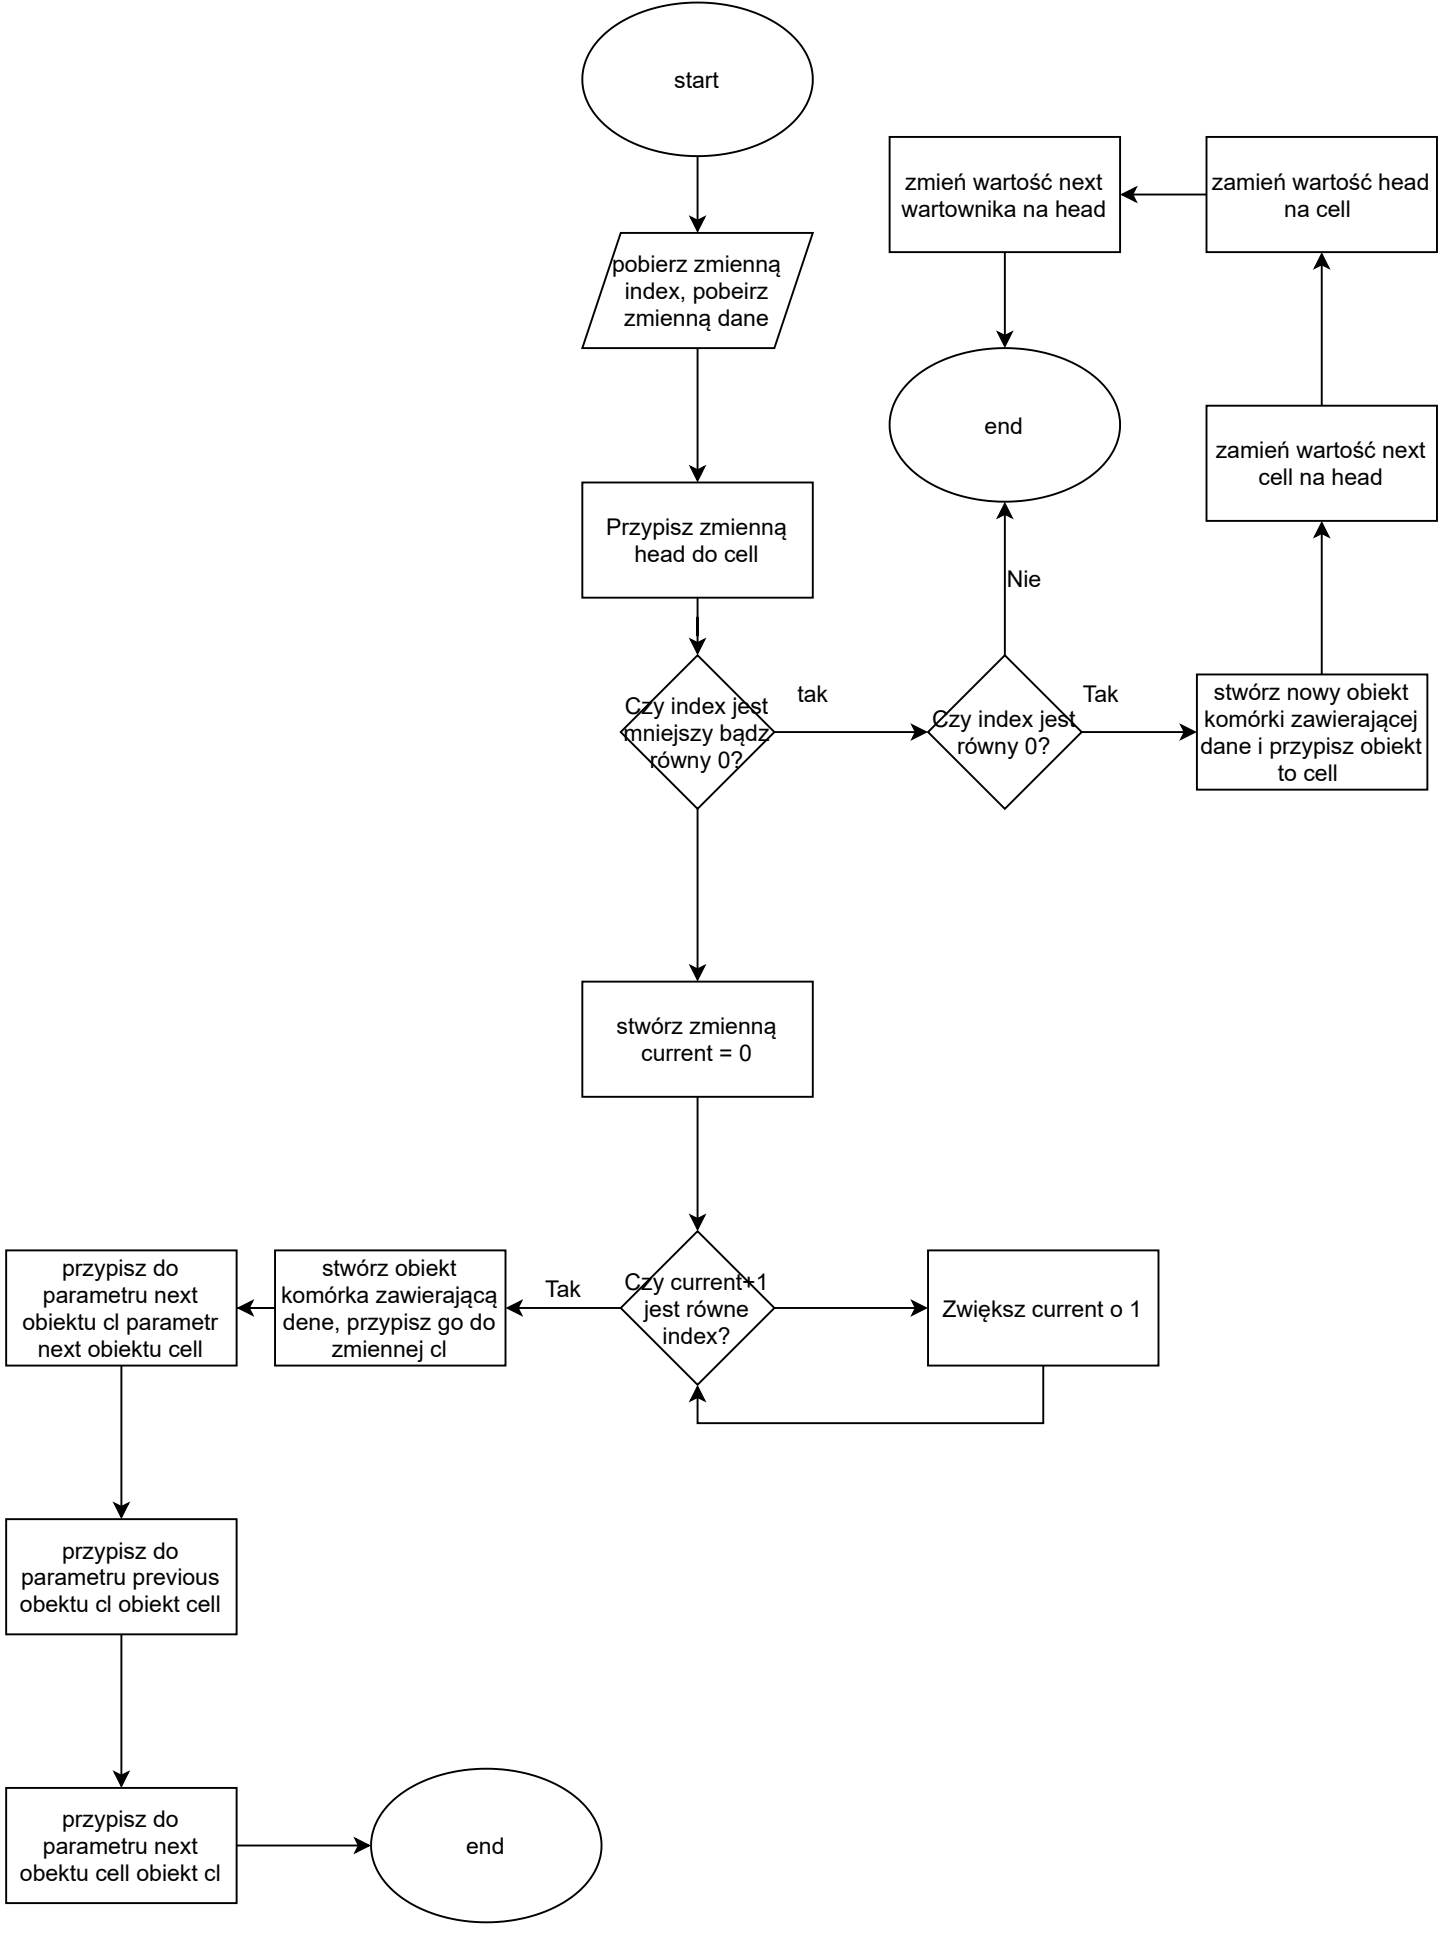 start
pobierz zmienną
index, pobeirz
zmienną dane
Przypisz zmienną
head do cell
Czy index jest
mniejszy bądz
równy 0?
tak
Czy index jest
równy 0?
Nie
end
Tak
stwórz nowy obiekt
komórki zawierającej
dane i przypisz obiekt
to cell
zamień wartość next
cell na head
zamień wartość head
na cell
zmień wartość next
wartownika na head
stwórz zmienną
current = 0
Czy current+1
jest równe
index?
Zwiększ current o 1
Tak
stwórz obiekt
komórka zawierającą
dene, przypisz go do
zmiennej cl
przypisz do
parametru next
obiektu cl parametr
next obiektu cell
przypisz do
parametru previous
obektu cl obiekt cell
przypisz do
parametru next
obektu cell obiekt cl
end